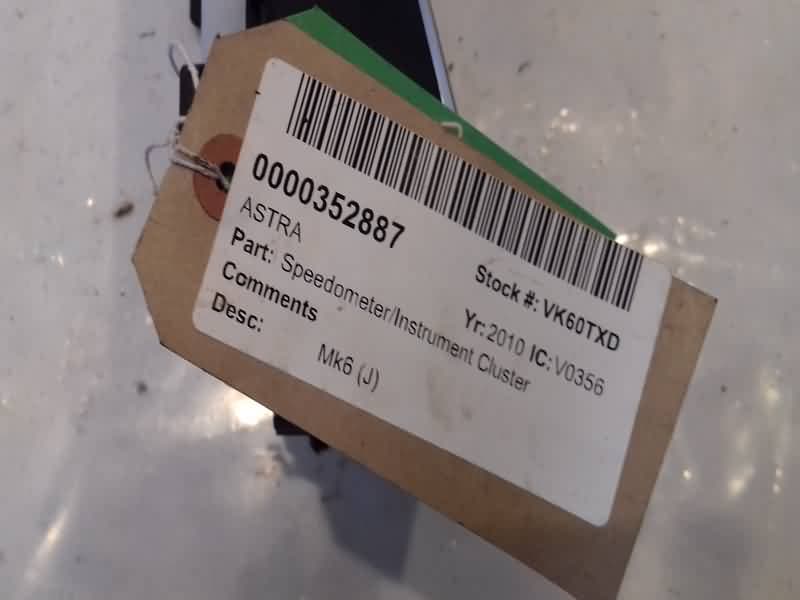 0000352887
ASTRA
Stock #: VK60TXD
Yr: 2010 IC: V0356
Part: Speedometer/Instrument Cluster
Comments
Desc: Mk6 (J)